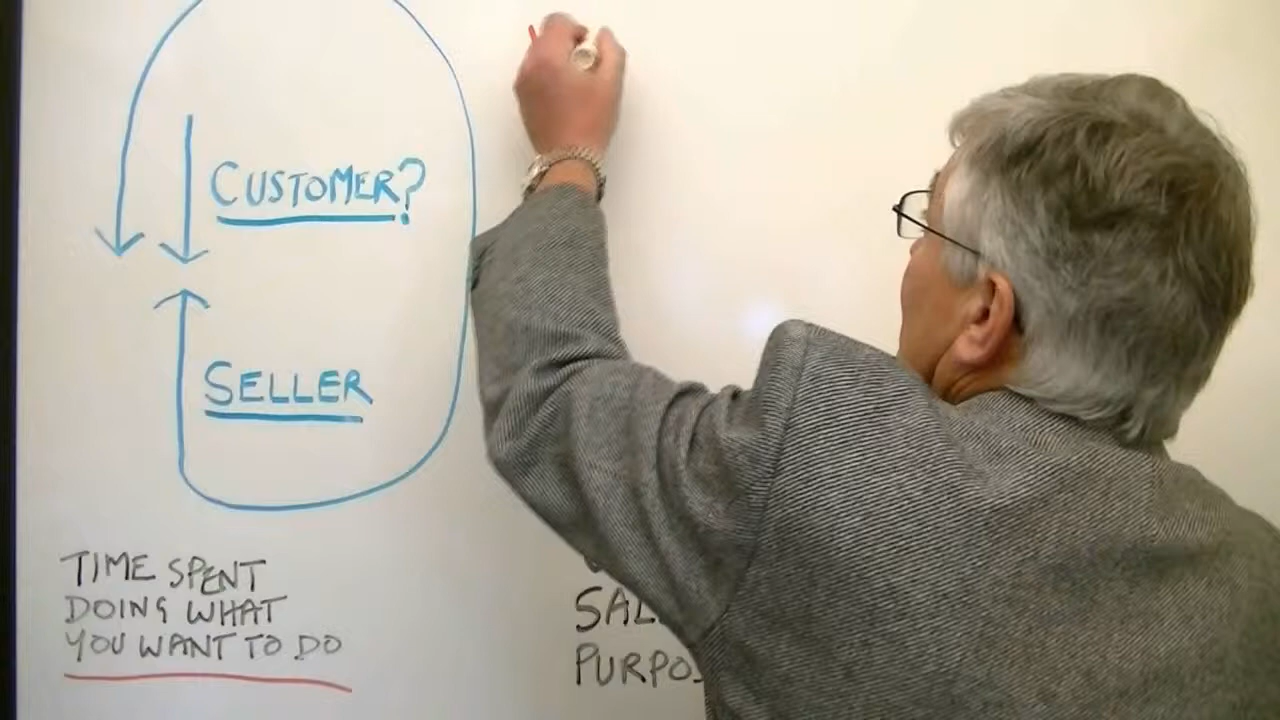 CUSTOMER?
SELLER
TIME SPENT
DOING WHAT
YOU WANT TO DO